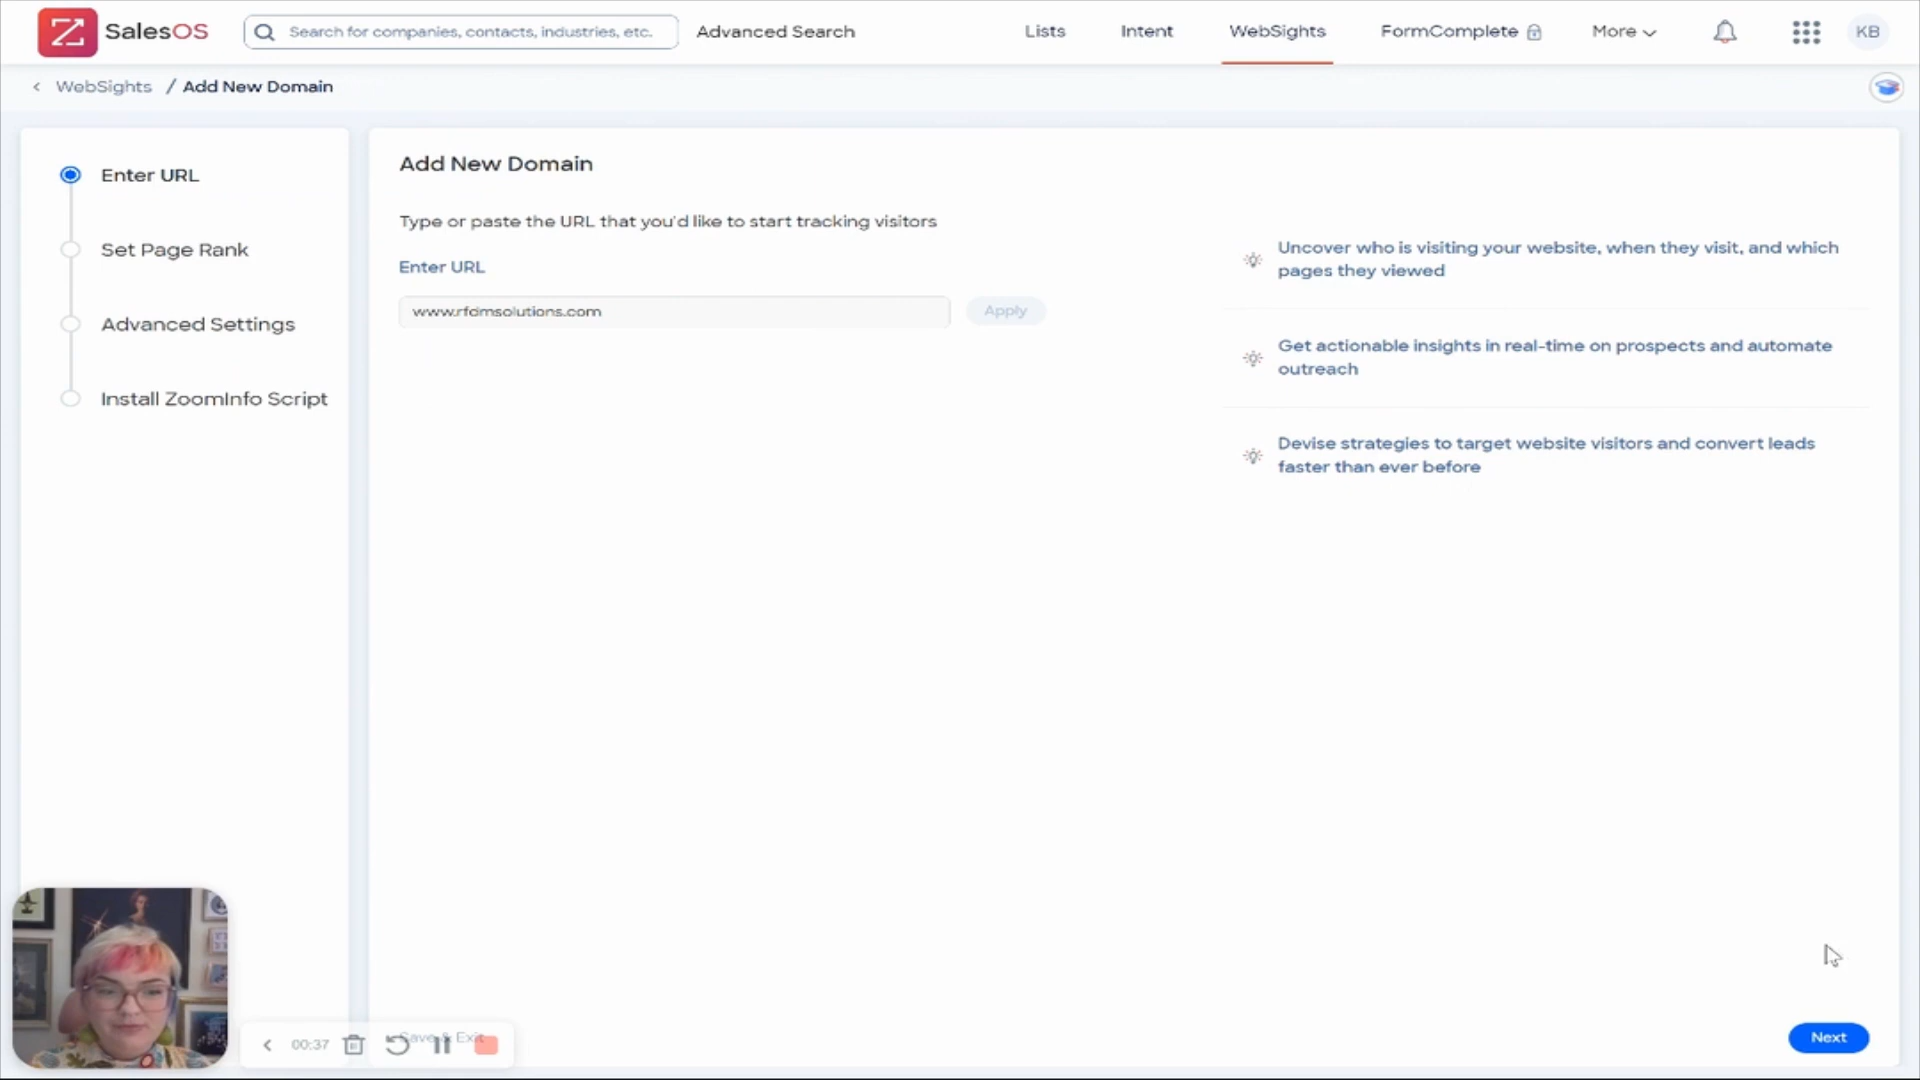 SalesOS
Search for companies, contacts, industries, etc.
Advanced Search
Lists
Intent
WebSights
FormComplete
More
KB
< WebSights / Add New Domain
Enter URL
Set Page Rank
Advanced Settings
Install ZoomInfo Script
Add New Domain
Type or paste the URL that you'd like to start tracking visitors
Enter URL
www.rfdmsolutions.com
Apply
Uncover who is visiting your website, when they visit, and which
pages they viewed
Get actionable insights in real-time on prospects and automate
outreach
Devise strategies to target website visitors and convert leads
faster than ever before
00:37
Save & Exit
Next